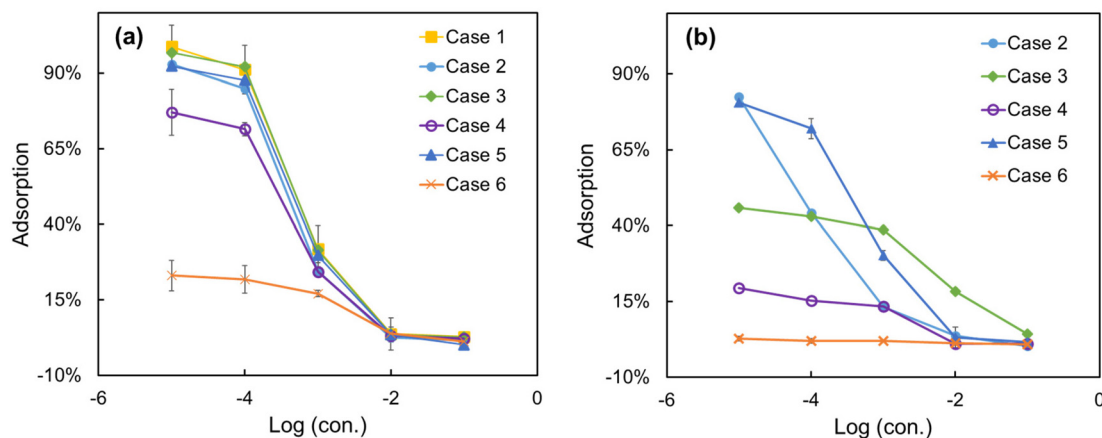 (a)
Case 1
Case 2
Case 3
Case 4
Case 5
Case 6
90%
65%
40%
15%
-10%
Adsorption
-6
-4
-2
0
Log (con.)
(b)
Case 2
Case 3
Case 4
Case 5
Case 6
90%
65%
40%
15%
-10%
Adsorption
-6
-4
-2
0
Log (con.)